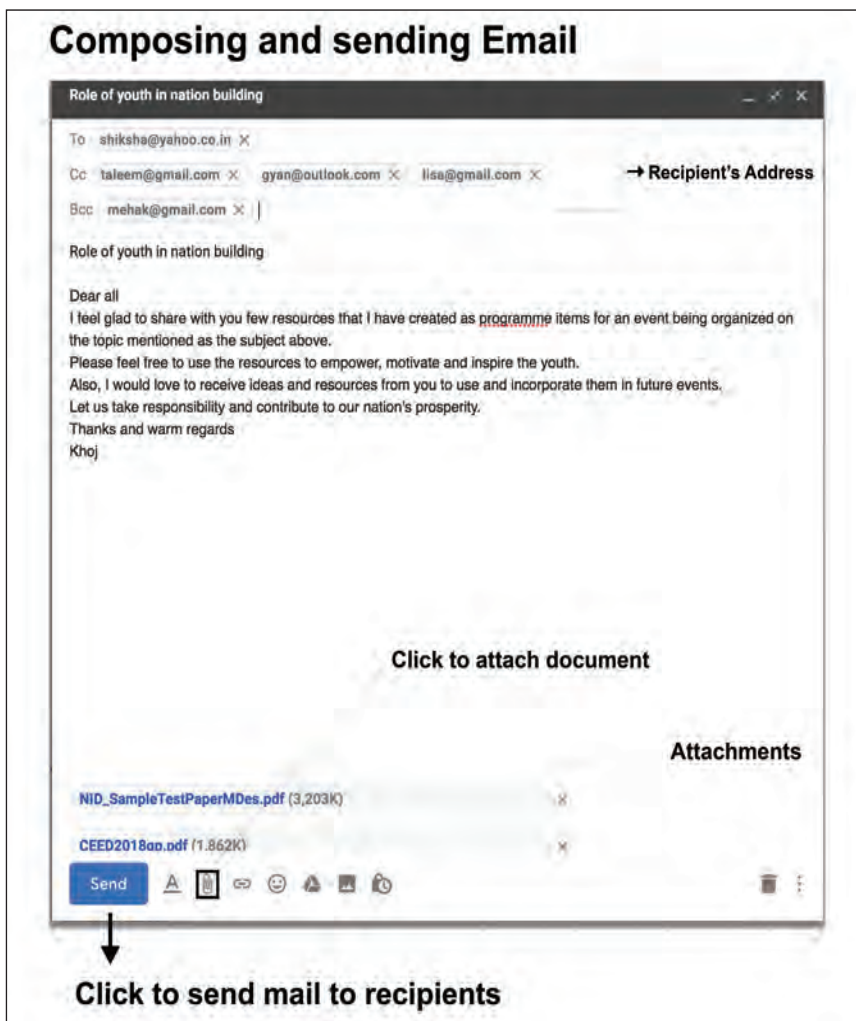 Composing and sending Email
Role of youth in nation building
To shiksha@yahoo.co.in ×
Cc taleem@gmail.com × gyan@outlook.com × lisa@gmail.com ×
→ Recipient's Address
Bcc mehak@gmail.com ×
Role of youth in nation building
Dear all
I feel glad to share with you few resources that I have created as programme items for an event being organized on
the topic mentioned as the subject above.
Please feel free to use the resources to empower, motivate and inspire the youth.
Also, I would love to receive ideas and resources from you to use and incorporate them in future events.
Let us take responsibility and contribute to our nation's prosperity.
Thanks and warm regards
Khoj
Click to attach document
Attachments
NID_SampleTestPaperMDes.pdf (3,203K)
CEED2018qp.pdf (1,862K)
Send
Click to send mail to recipients